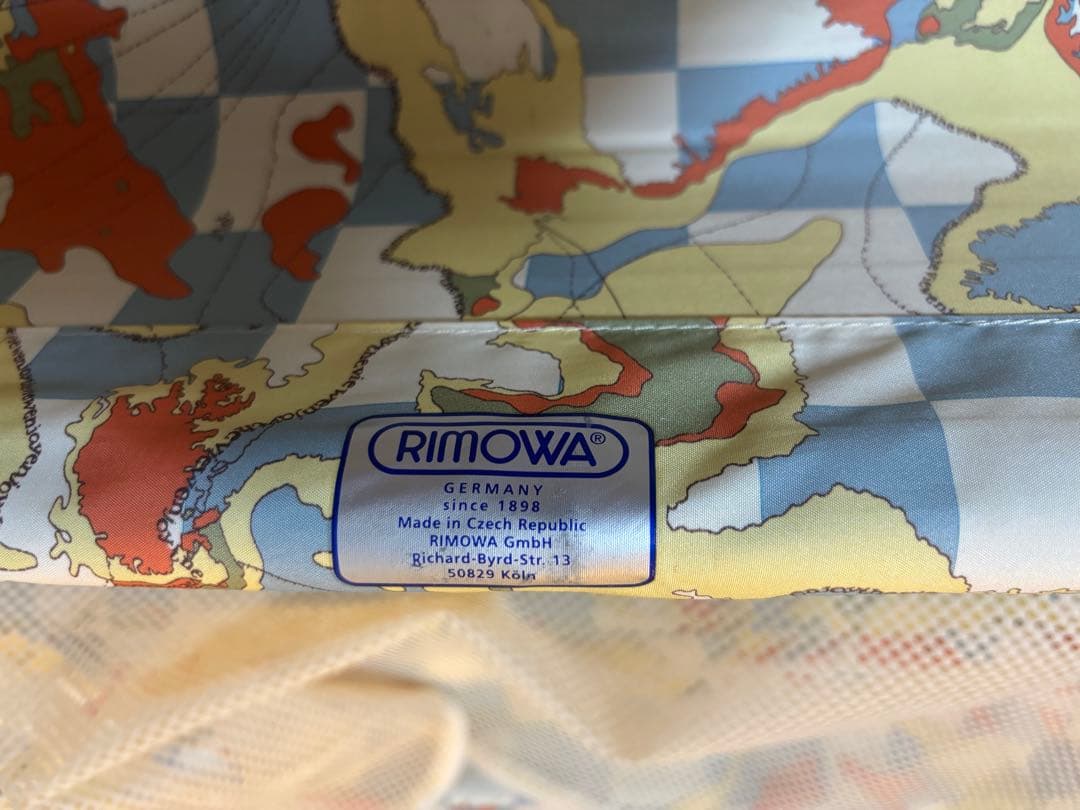 RIMOWA®
GERMANY
since 1898
Made in Czech Republic
RIMOWA GmbH
Richard-Byrd-Str. 13
50829 Köln